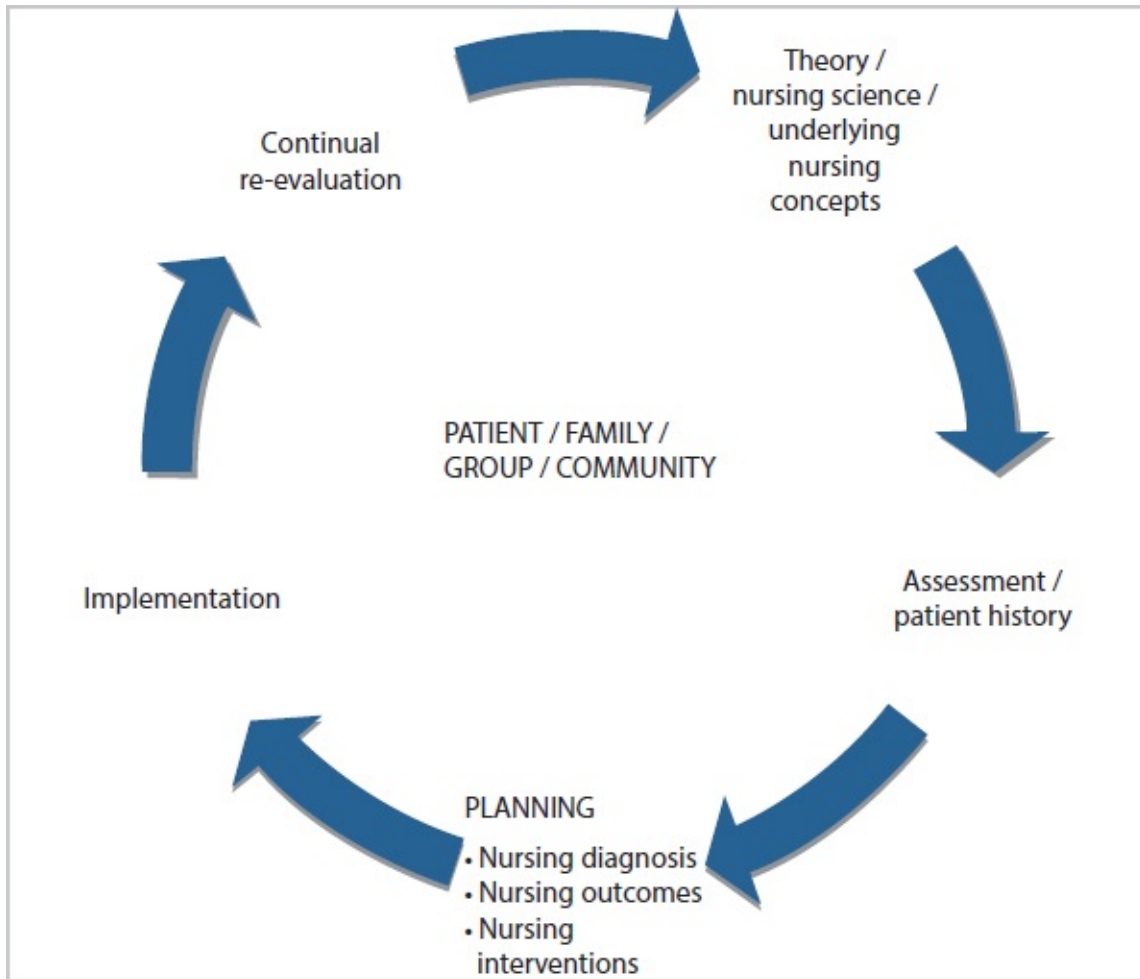 Theory /
nursing science /
underlying
nursing
concepts
Continual
re-evaluation
PATIENT / FAMILY /
GROUP / COMMUNITY
Assessment /
patient history
Implementation
PLANNING
• Nursing diagnosis
• Nursing outcomes
• Nursing
interventions